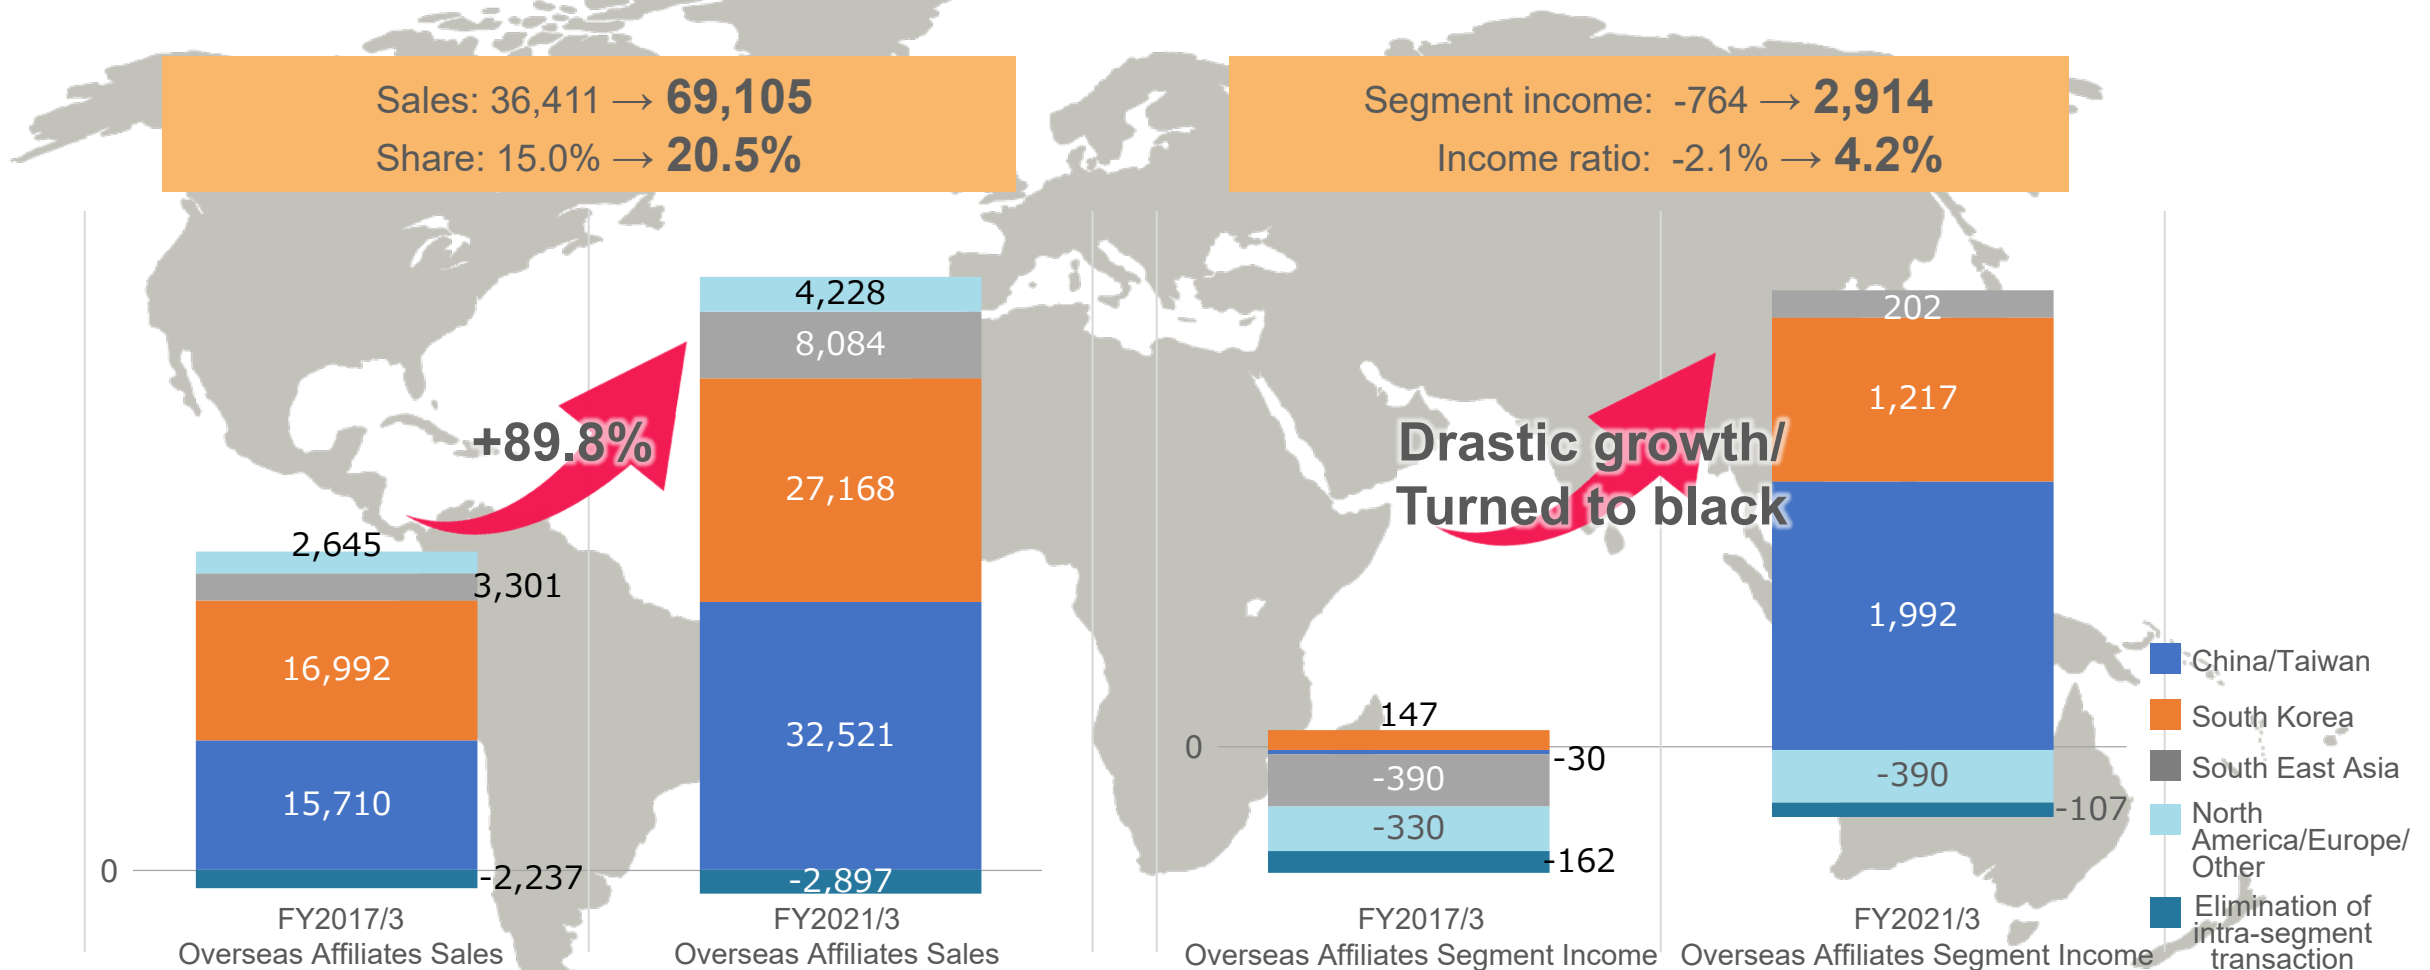 Sales: 36,411 → 69,105
Share: 15.0% → 20.5%
Segment income: -764 → 2,914
Income ratio: -2.1% → 4.2%
+89.8%
2,645
3,301
16,992
15,710
-2,237
0
4,228
8,084
27,168
32,521
-2,897
FY2017/3
Overseas Affiliates Sales
FY2021/3
Overseas Affiliates Sales
Drastic growth/
Turned to black
0
147
-30
-390
-330
-162
202
1,217
1,992
-390
-107
FY2017/3
Overseas Affiliates Segment Income
FY2021/3
Overseas Affiliates Segment Income
China/Taiwan
South Korea
South East Asia
North
America/Europe/
Other
Elimination of
intra-segment
transaction